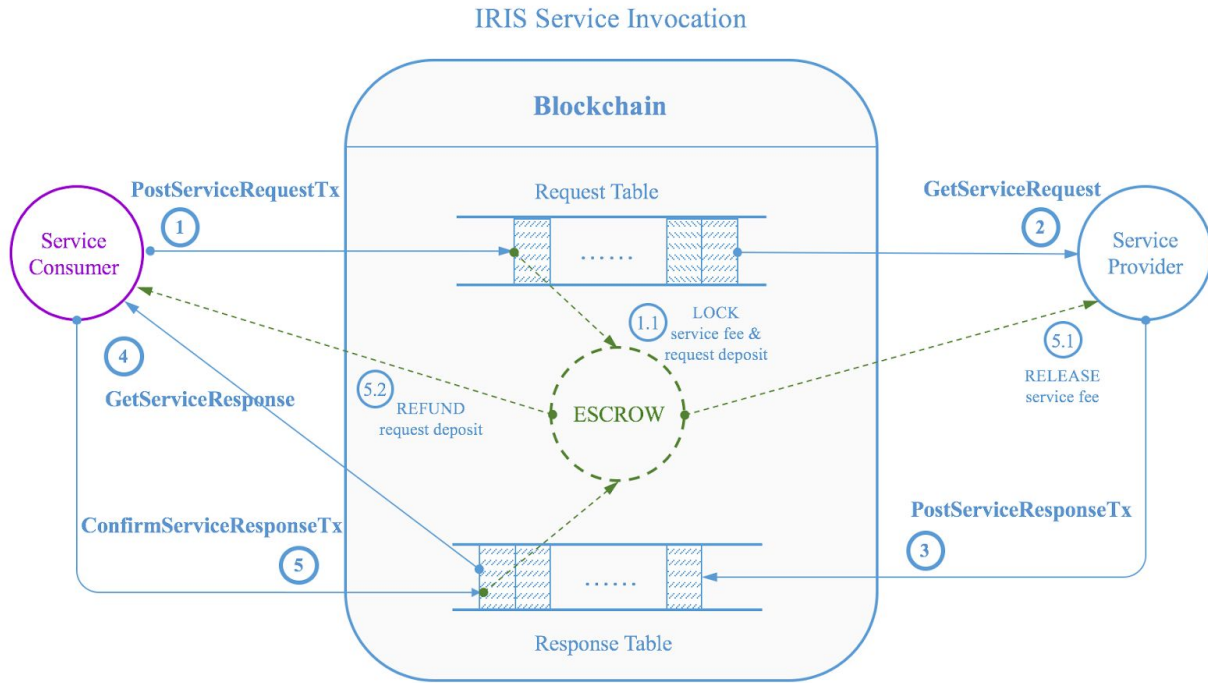 IRIS Service Invocation
Blockchain
PostServiceRequestTx
1
Request Table
GetServiceRequest
2
Service
Consumer
......
Service
Provider
1.1
LOCK
service fee &
request deposit
4
GetServiceResponse
5.2
REFUND
request deposit
ESCROW
5.1
RELEASE
service fee
ConfirmServiceResponseTx
5
PostServiceResponseTx
3
......
Response Table